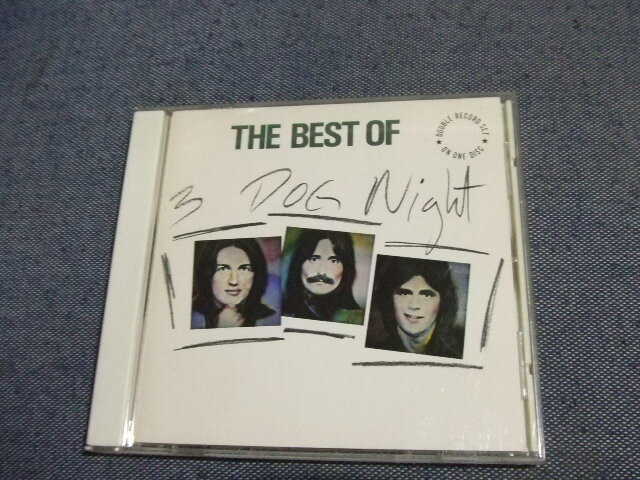 THE BEST OF
★ DOUBLE RECORD SET ★
ON ONE DISC
3 DOG Night